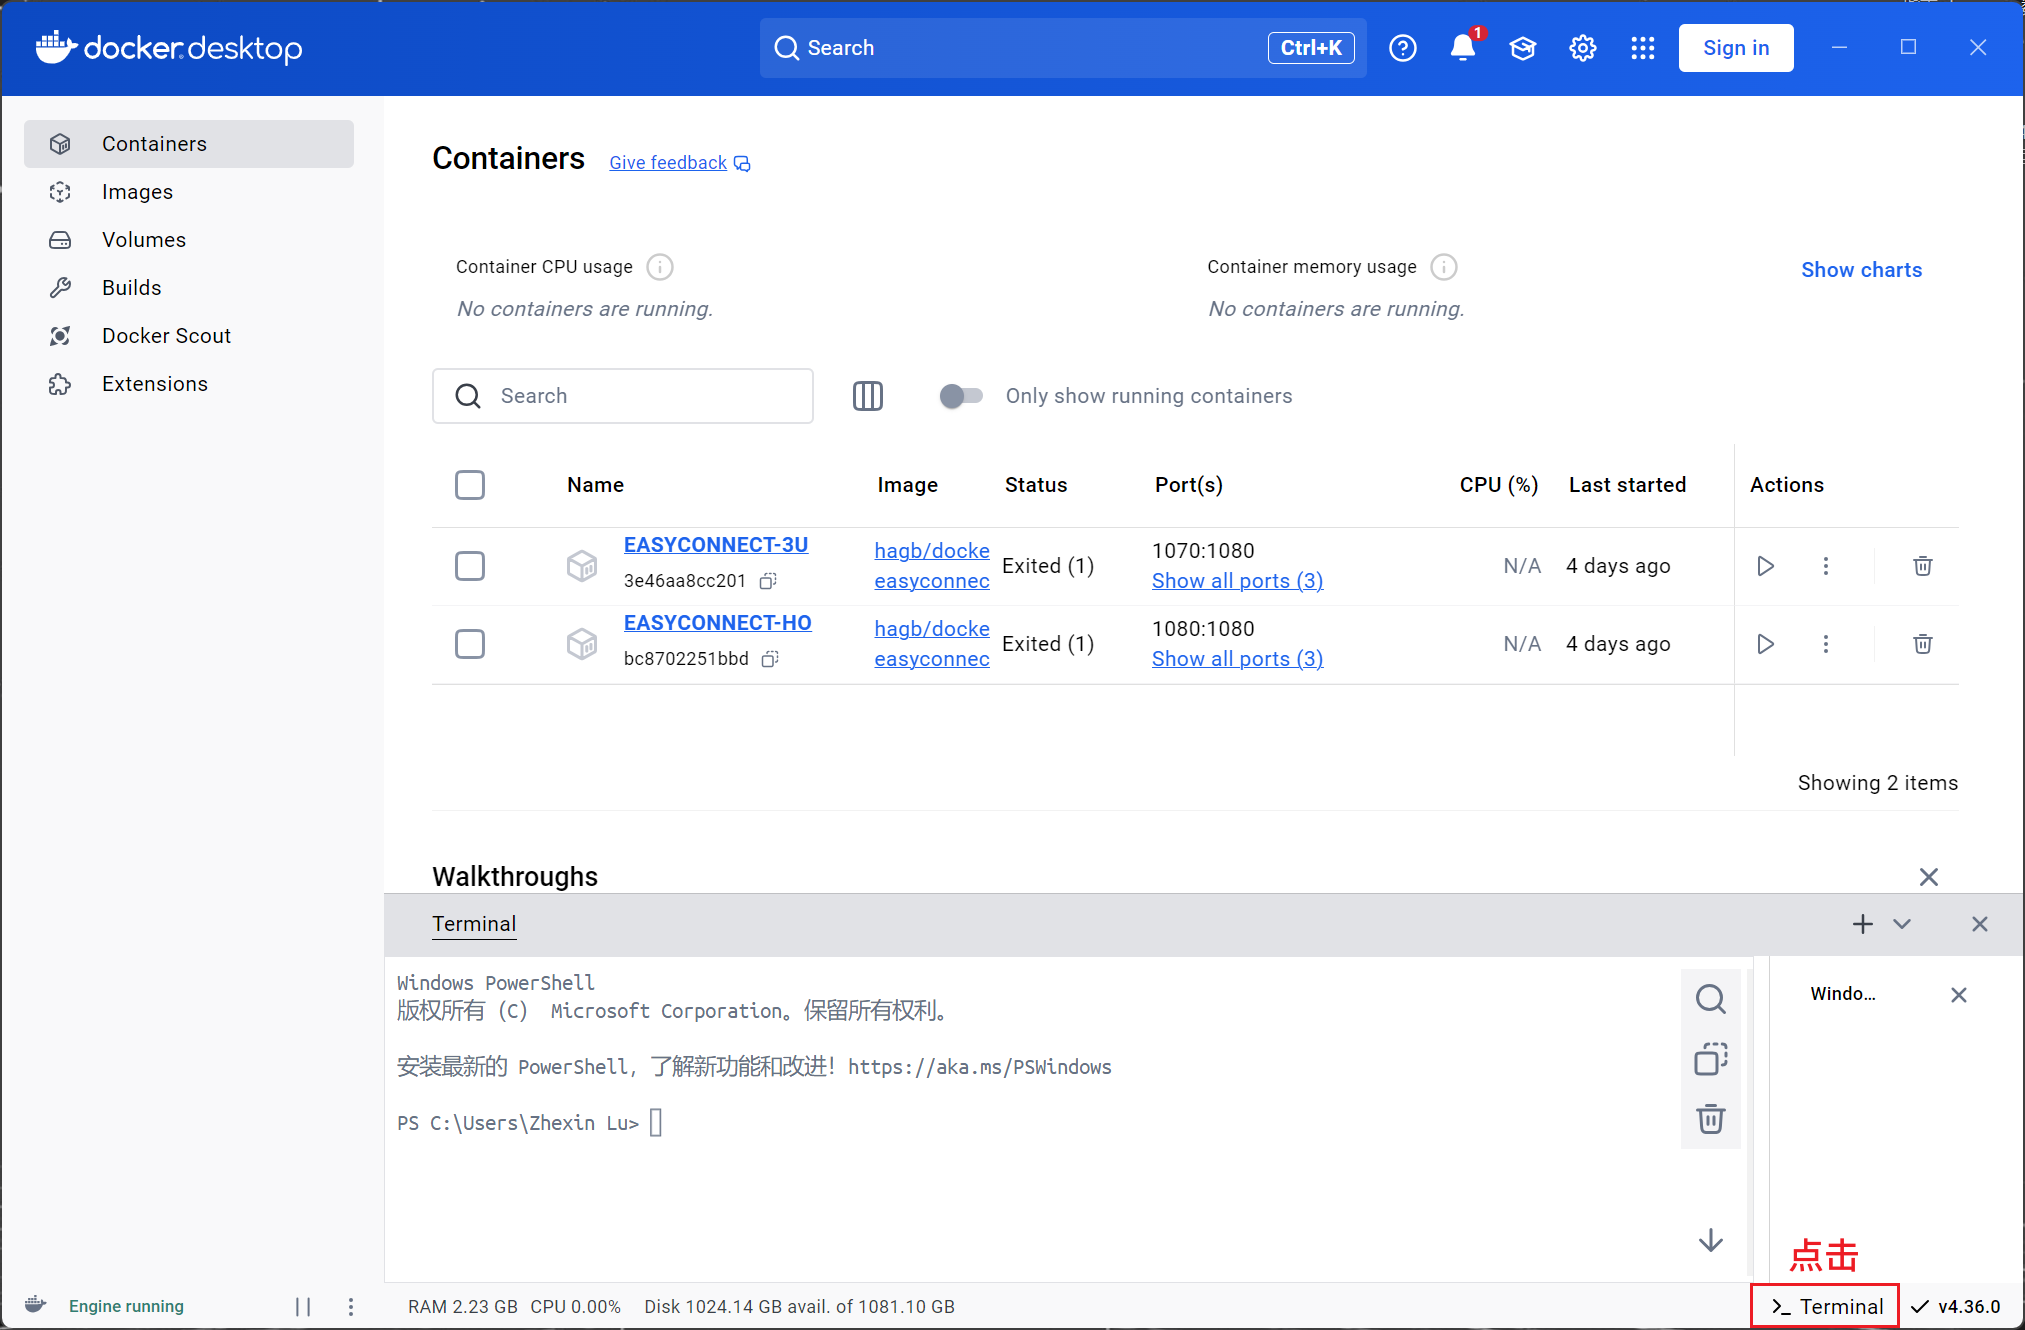 docker desktop
Search
Ctrl+K
1
Sign in
Containers
Images
Volumes
Builds
Docker Scout
Extensions
Containers
Give feedback
Container CPU usage
No containers are running.
Container memory usage
No containers are running.
Show charts
Search
Only show running containers
Name
Image
Status
Port(s)
CPU (%)
Last started
Actions
EASYCONNECT-3U
3e46aa8cc201
hagb/docke
easyconnec
Exited (1)
1070:1080
Show all ports (3)
N/A
4 days ago
EASYCONNECT-HO
bc8702251bbd
hagb/docke
easyconnec
Exited (1)
1080:1080
Show all ports (3)
N/A
4 days ago
Showing 2 items
Walkthroughs
Terminal
Windows PowerShell
版权所有（C） Microsoft Corporation。保留所有权利。
安装最新的 PowerShell，了解新功能和改进！https://aka.ms/PSWindows
PS C:\Users\Zhexin Lu>
Windo...
点击
Engine running
RAM 2.23 GB CPU 0.00%
Disk 1024.14 GB avail. of 1081.10 GB
>_ Terminal
v4.36.0